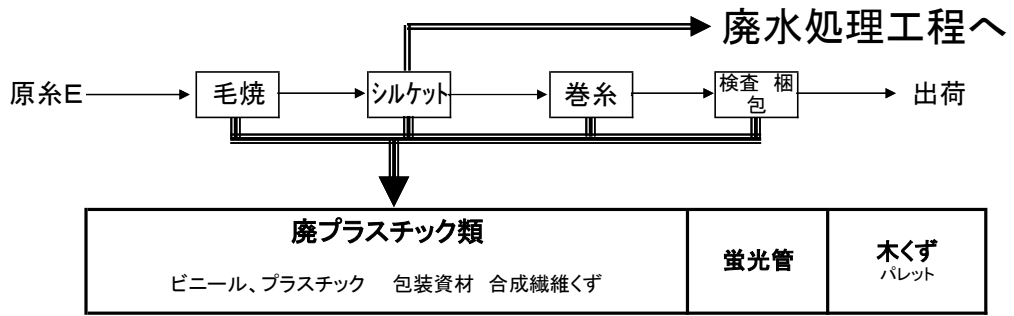 廃水処理工程へ
原糸E 毛焼 シルケット 巻糸 検査 梱包 出荷
廃プラスチック類
ビニール、プラスチック 包装資材 合成繊維くず
蛍光管
木くず
パレット